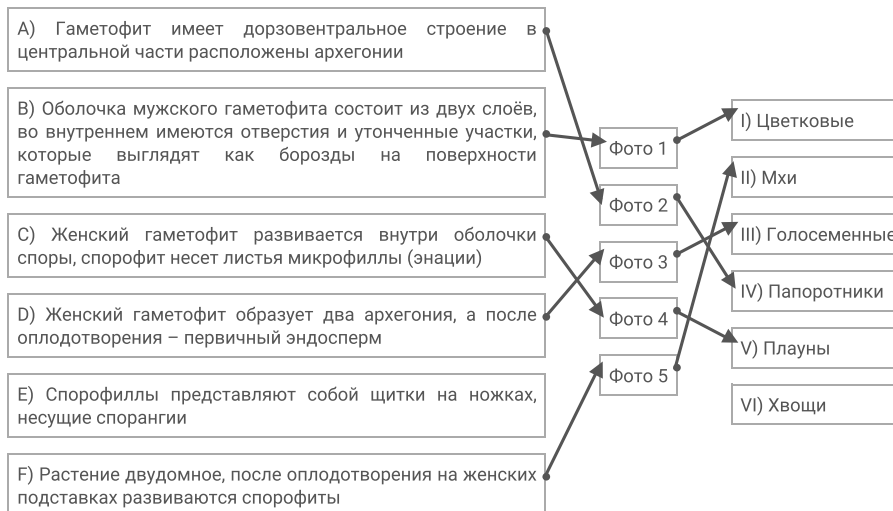 A) Гаметофит имеет дорзовентральное строение в
центральной части расположены архегонии
B) Оболочка мужского гаметофита состоит из двух слоёв,
во внутреннем имеются отверстия и утонченные участки,
которые выглядят как борозды на поверхности
гаметофита
C) Женский гаметофит развивается внутри оболочки
споры, спорофит несет листья микрофиллы (энации)
D) Женский гаметофит образует два архегония, а после
оплодотворения – первичный эндосперм
E) Спорофиллы представляют собой щитки на ножках,
несущие спорангии
F) Растение двудомное, после оплодотворения на женских
подставках развиваются спорофиты
Фото 1
Фото 2
Фото 3
Фото 4
Фото 5
I) Цветковые
II) Мхи
III) Голосеменные
IV) Папоротники
V) Плауны
VI) Хвощи